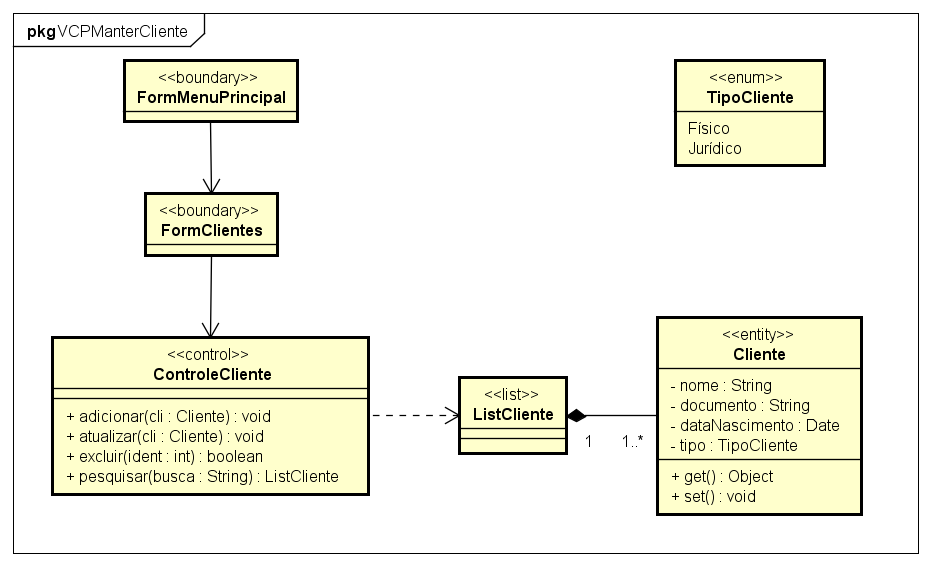 pkg VCPManterCliente
<<boundary>>
FormMenuPrincipal
<<enum>>
TipoCliente
Físico
Jurídico
<<boundary>>
FormClientes
<<control>>
ControleCliente
+ adicionar(cli : Cliente) : void
+ atualizar(cli : Cliente) : void
+ excluir(ident : int) : boolean
+ pesquisar(busca : String) : ListCliente
<<list>>
ListCliente
1
1..*
<<entity>>
Cliente
- nome : String
- documento : String
- dataNascimento : Date
- tipo : TipoCliente
+ get() : Object
+ set() : void